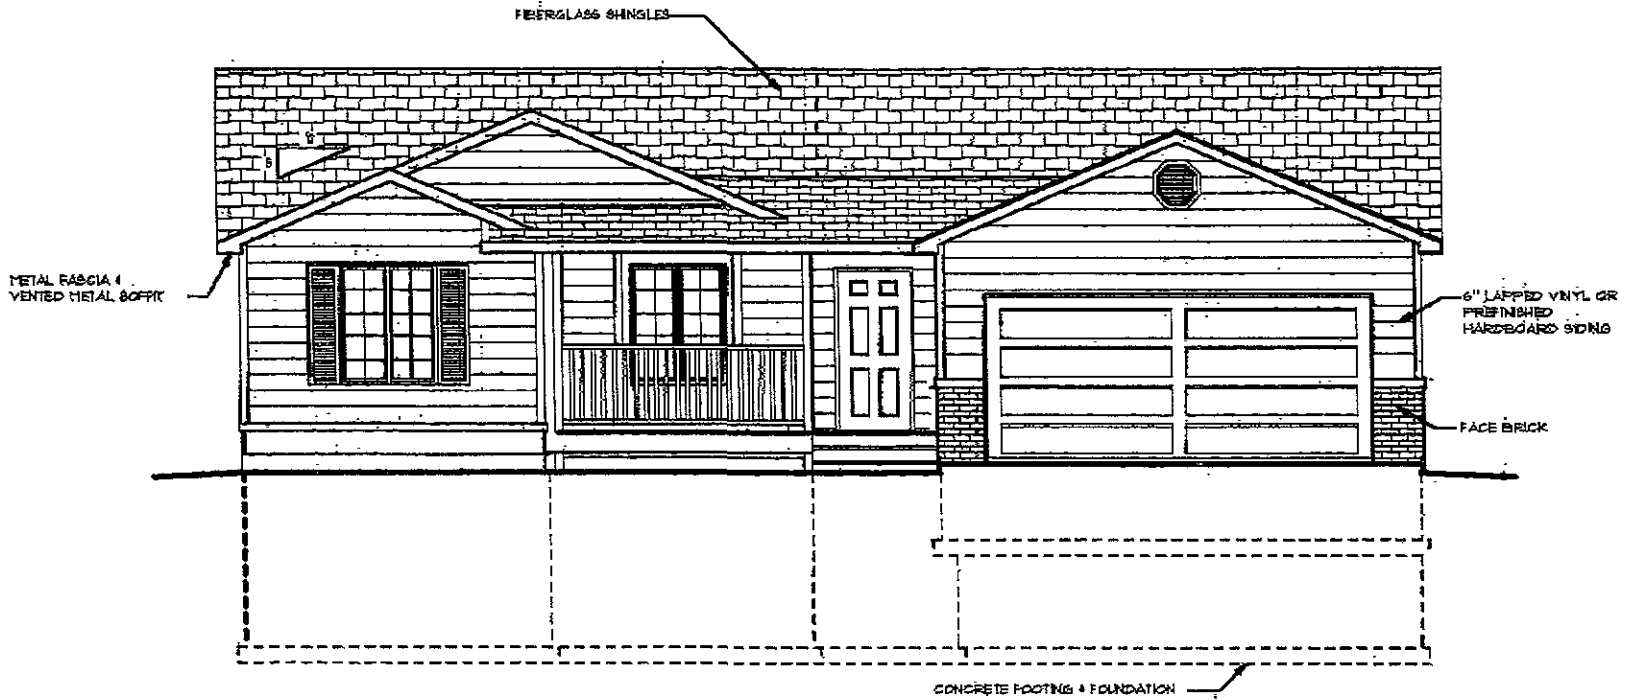 FIBERGLASS SHINGLES
METAL FASCIA &
VENTED METAL SOFFIT
6" LAPPED VINYL OR
PREFINISHED
HARDBOARD SIDING
FACE BRICK
CONCRETE FOOTING & FOUNDATION